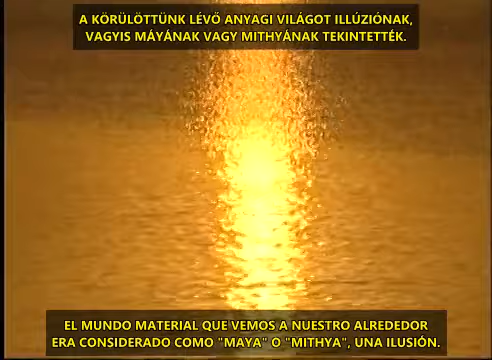 A KÖRÜLÖTTÜNK LÉVŐ ANYAGI VILÁGOT ILLÚZIÓNAK,
VAGYIS MÁYÁNAK VAGY MITHYÁNAK TEKINTETTÉK.
EL MUNDO MATERIAL QUE VEMOS A NUESTRO ALREDEDOR
ERA CONSIDERADO COMO "MAYA" O "MITHYA", UNA ILUSIÓN.